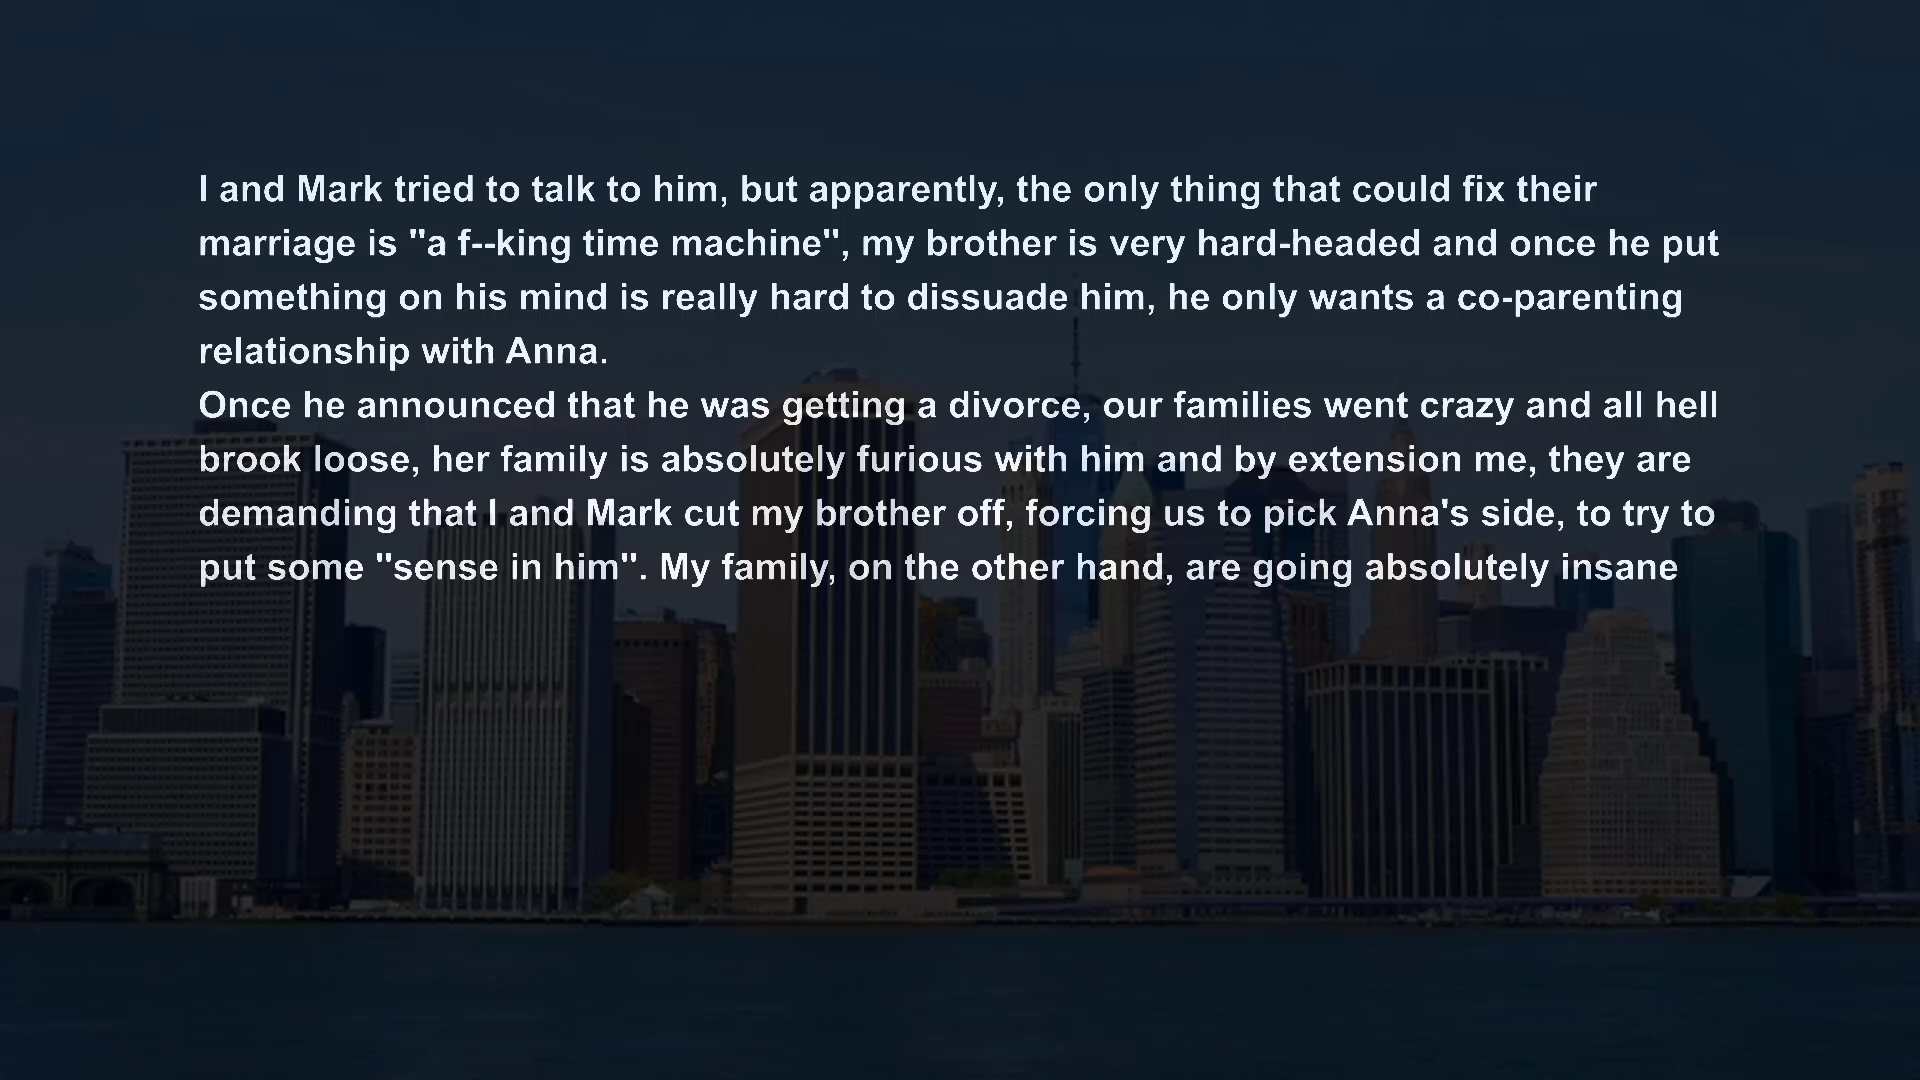 I and Mark tried to talk to him, but apparently, the only thing that could fix their
marriage is "a f--king time machine", my brother is very hard-headed and once he put
something on his mind is really hard to dissuade him, he only wants a co-parenting
relationship with Anna.
Once he announced that he was getting a divorce, our families went crazy and all hell
brook loose, her family is absolutely furious with him and by extension me, they are
demanding that I and Mark cut my brother off, forcing us to pick Anna's side, to try to
put some "sense in him". My family, on the other hand, are going absolutely insane